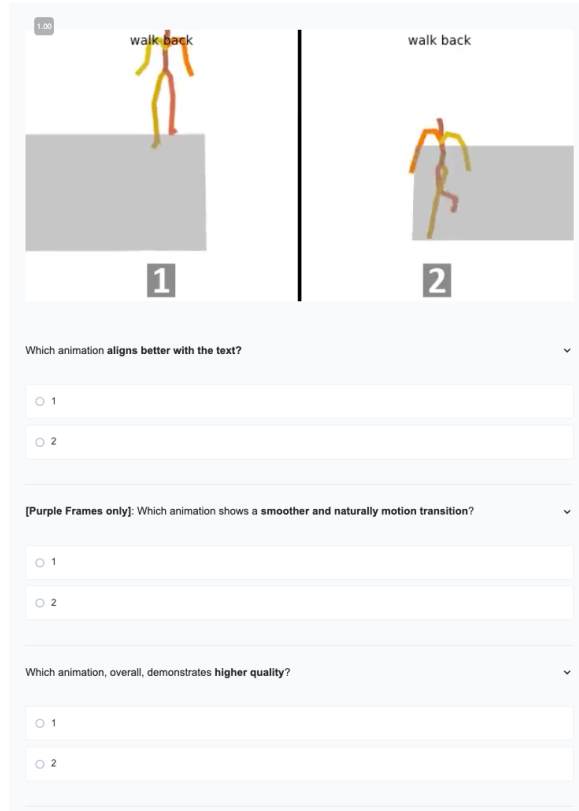 1.00
walk back
walk back
1
2
Which animation aligns better with the text?
1
2
[Purple Frames only]: Which animation shows a smoother and naturally motion transition?
1
2
Which animation, overall, demonstrates higher quality?
1
2